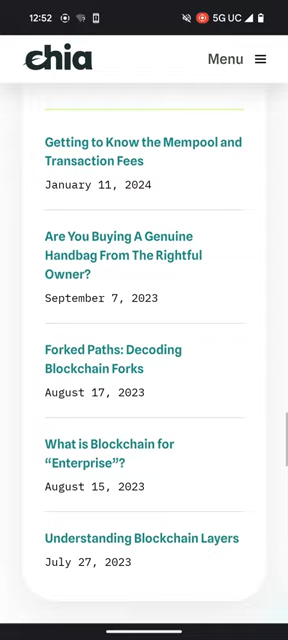 12:52
5G UC
chia
Menu
Getting to Know the Mempool and
Transaction Fees
January 11, 2024
Are You Buying A Genuine
Handbag From The Rightful
Owner?
September 7, 2023
Forked Paths: Decoding
Blockchain Forks
August 17, 2023
What is Blockchain for
“Enterprise”?
August 15, 2023
Understanding Blockchain Layers
July 27, 2023